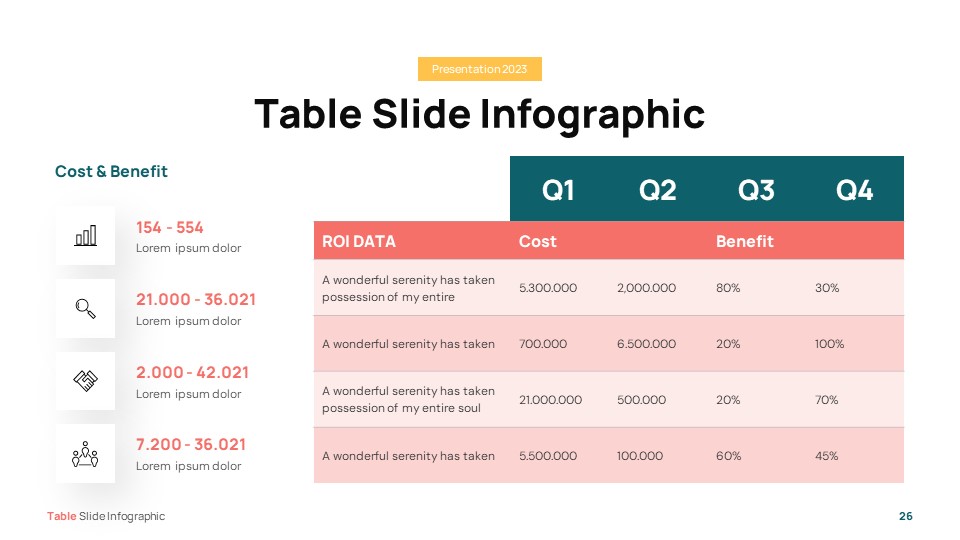 Presentation 2023
Table Slide Infographic
Cost & Benefit
154 - 554
Lorem ipsum dolor
21.000 - 36.021
Lorem ipsum dolor
2.000 - 42.021
Lorem ipsum dolor
7.200 - 36.021
Lorem ipsum dolor
Q1 Q2 Q3 Q4
ROI DATA Cost Benefit
A wonderful serenity has taken
possession of my entire
5.300.000 2,000.000 80% 30%
A wonderful serenity has taken 700.000 6.500.000 20% 100%
A wonderful serenity has taken
possession of my entire soul
21.000.000 500.000 20% 70%
A wonderful serenity has taken 5.500.000 100.000 60% 45%
Table Slide Infographic
26